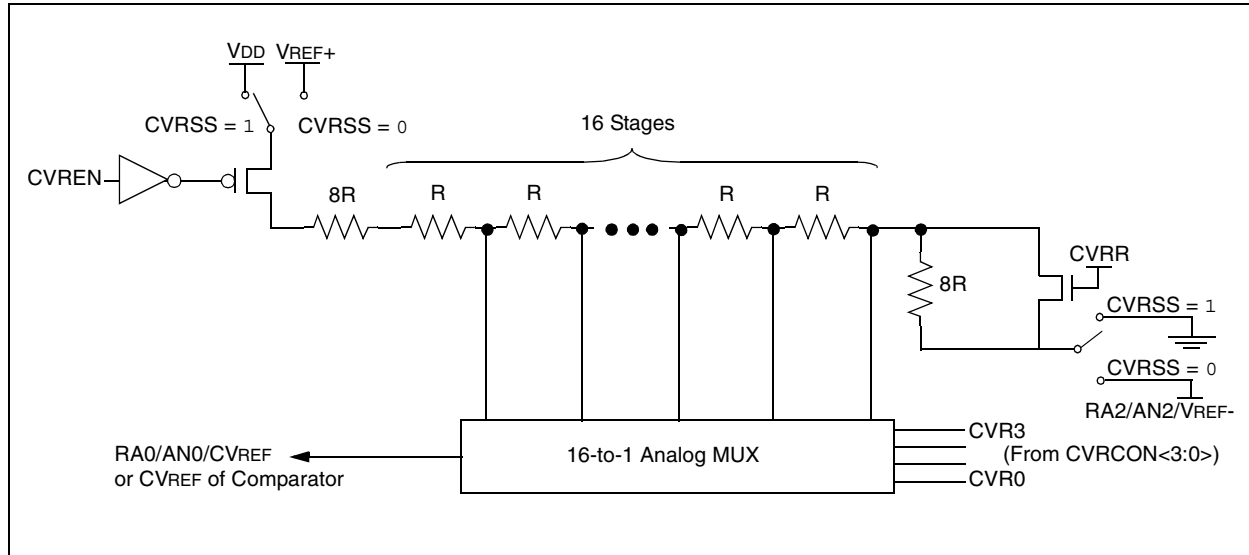 VDD VREF+
CVRSS = 1 CVRSS = 0
16 Stages
CVREN
8R R R R R
CVRR
8R
CVRSS = 1
CVRSS = 0
RA2/AN2/VREF-
16-to-1 Analog MUX
CVR3
(From CVRCON<3:0>)
CVR0
RA0/AN0/CVREF
or CVREF of Comparator